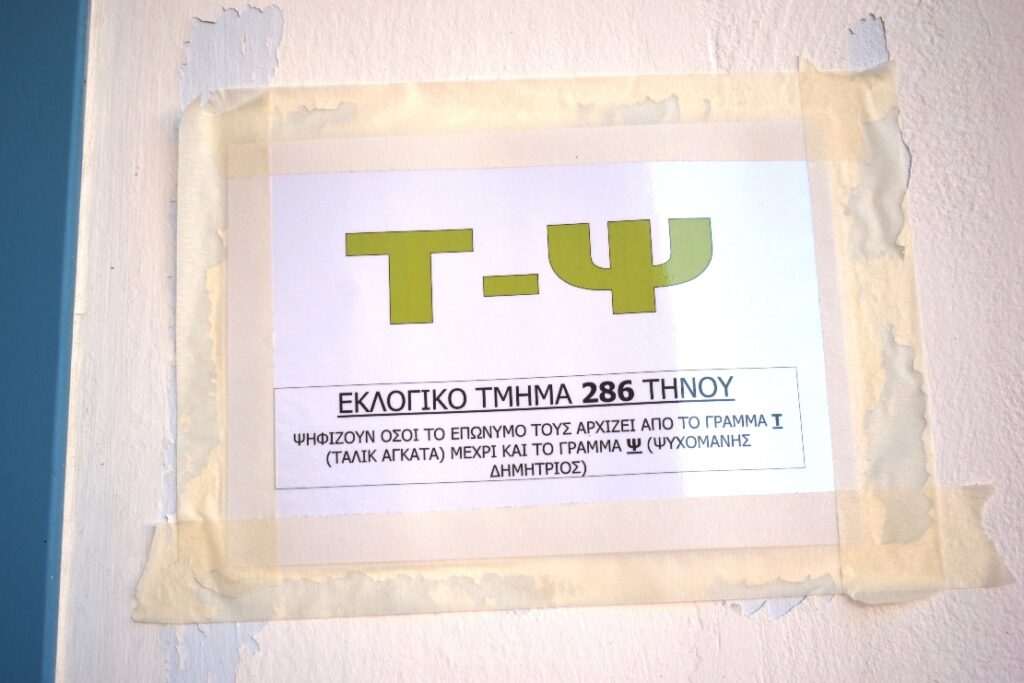 Τ-Ψ
ΕΚΛΟΓΙΚΟ ΤΜΗΜΑ 286 ΤΗΝΟΥ
ΨΗΦΙΖΟΥΝ ΟΣΟΙ ΤΟ ΕΠΩΝΥΜΟ ΤΟΥΣ ΑΡΧΙΖΕΙ ΑΠΟ ΤΟ ΓΡΑΜΜΑ Τ
(ΤΑΛΙΚ ΑΓΚΑΤΑ) ΜΕΧΡΙ ΚΑΙ ΤΟ ΓΡΑΜΜΑ Ψ (ΨΥΧΟΜΑΝΗΣ
ΔΗΜΗΤΡΙΟΣ)